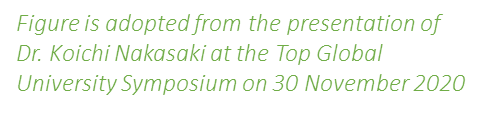 Figure is adopted from the presentation of
Dr. Koichi Nakasaki at the Top Global
University Symposium on 30 November 2020